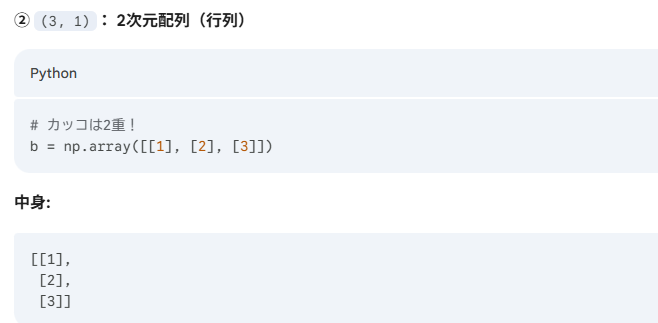 ② (3, 1) : 2次元配列（行列）
Python
# カッコは2重！
b = np.array([[1], [2], [3]])
中身:
[[1],
 [2],
 [3]]